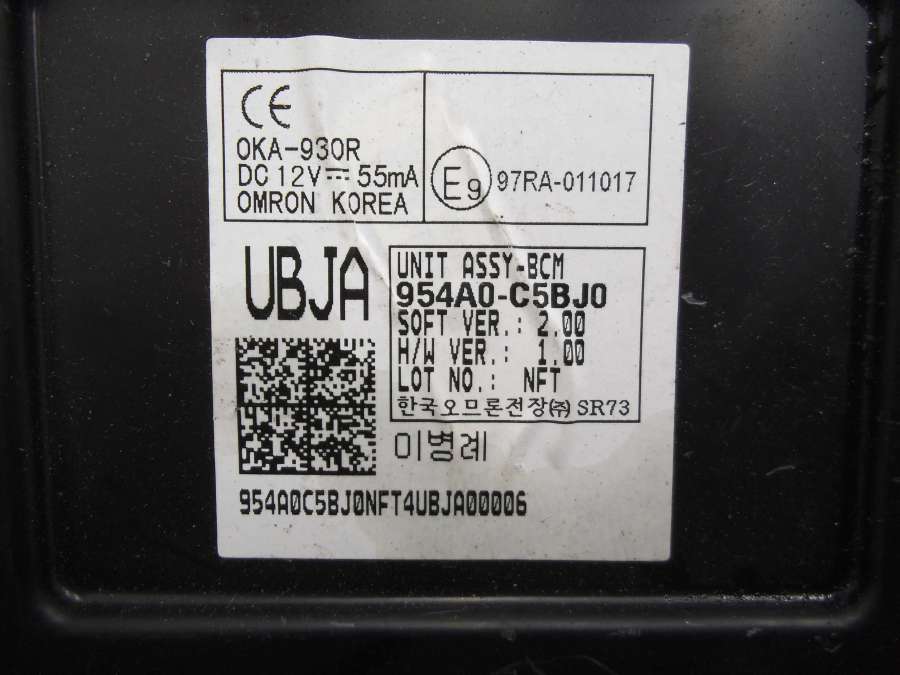 CE
OKA-930R
DC 12V⎓ 55mA
OMRON KOREA
E9 97RA-011017
UBJA
UNIT ASSY-BCM
954A0-C5BJ0
SOFT VER.: 2.00
H/W VER.: 1.00
LOT NO.: NFT
한국오므론전장㈜ SR73
이병례
954A0C5BJ0NFT4UBJA00006